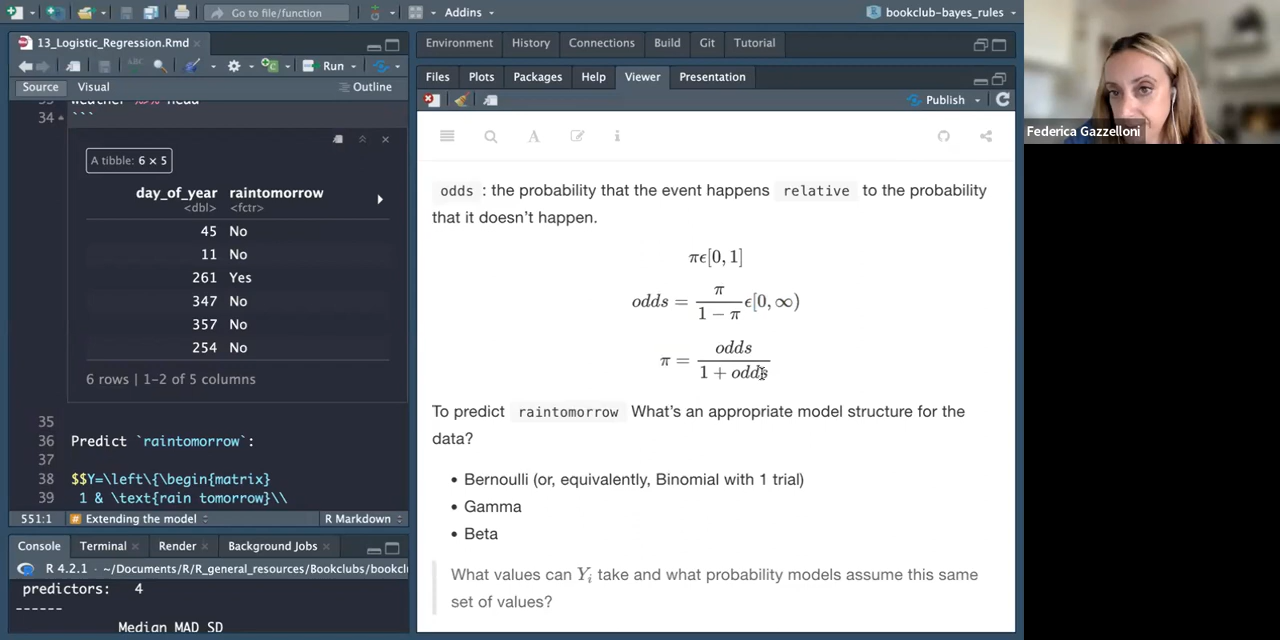 Go to file/function
Addins
bookclub-bayes_rules
13_Logistic_Regression.Rmd
Run
Source Visual Outline
34 ```
A tibble: 6 × 5
day_of_year raintomorrow
<dbl> <fctr>
45 No
11 No
261 Yes
347 No
357 No
254 No
6 rows | 1-2 of 5 columns
35
36 Predict `raintomorrow`:
37
38 $$Y=\left\{\begin{matrix}
39 1 & \text{rain tomorrow}\\
551:1 # Extending the model R Markdown
Console Terminal Render Background Jobs
R 4.2.1 · ~/Documents/R/R_general_resources/Bookclubs/bookcl
predictors: 4
------
Median MAD SD
Environment History Connections Build Git Tutorial
Files Plots Packages Help Viewer Presentation
Publish
odds : the probability that the event happens relative to the probability
that it doesn't happen.
πϵ[0, 1]
odds = π / (1 − π) ϵ[0, ∞)
π = odds / (1 + odds)
To predict raintomorrow What's an appropriate model structure for the
data?
• Bernoulli (or, equivalently, Binomial with 1 trial)
• Gamma
• Beta
What values can Yᵢ take and what probability models assume this same
set of values?
Federica Gazzelloni